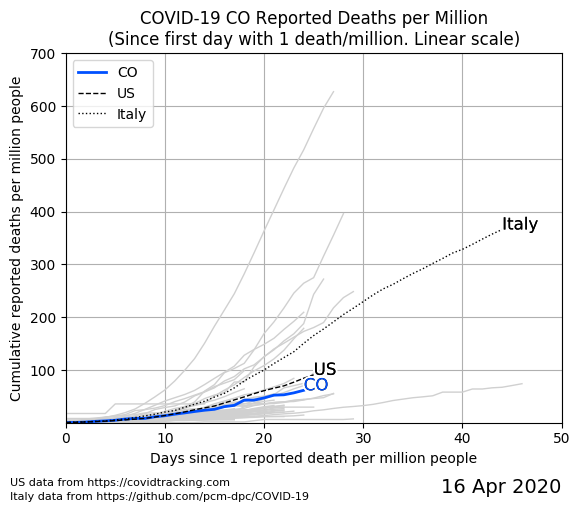 COVID-19 CO Reported Deaths per Million
(Since first day with 1 death/million. Linear scale)
Cumulative reported deaths per million people
700
600
500
400
300
200
100
CO
US
Italy
Italy
US
CO
0
10
20
30
40
50
Days since 1 reported death per million people
US data from https://covidtracking.com
Italy data from https://github.com/pcm-dpc/COVID-19
16 Apr 2020